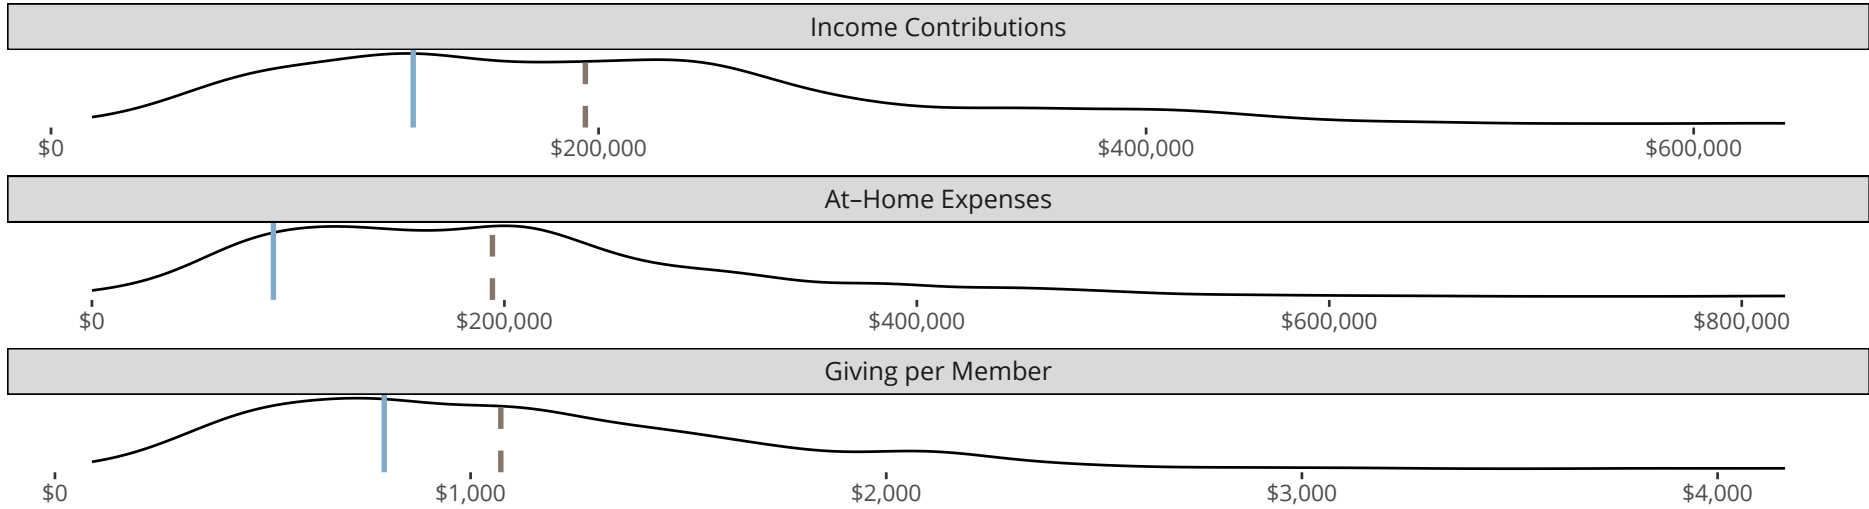 Income Contributions
$0 $200,000 $400,000 $600,000
At–Home Expenses
$0 $200,000 $400,000 $600,000 $800,000
Giving per Member
$0 $1,000 $2,000 $3,000 $4,000